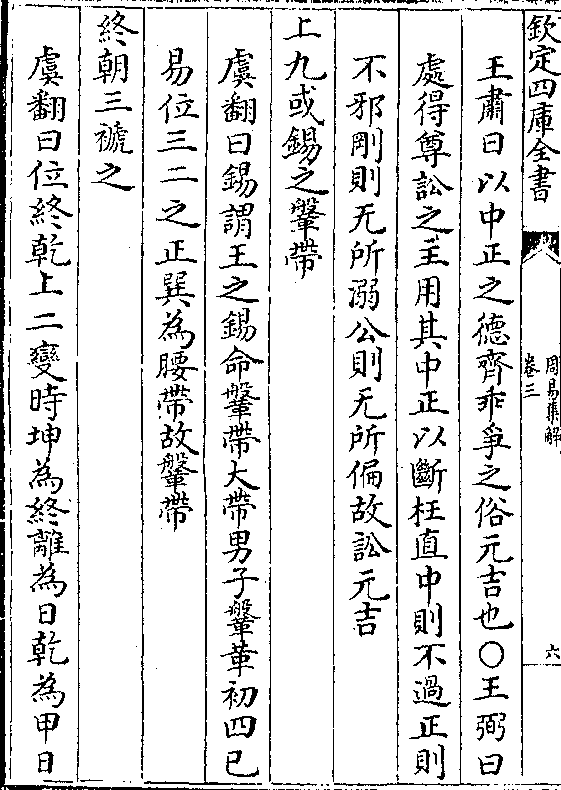 欽定四庫全書
周易集解
卷三
六
王肅曰以中正之德齊乖爭之俗元吉也○王弼曰
處得尊訟之主用其中正以斷枉直中則不過正則
不邪剛則无所溺公則无所偏故訟元吉
上九或錫之鞶帶
虞翻曰錫謂王之錫命鞶帶大帶男子鞶革初四已
易位三二之正巽為腰帶故鞶帶
終朝三褫之
虞翻曰位終乾上二變時坤為終離為日乾為甲日